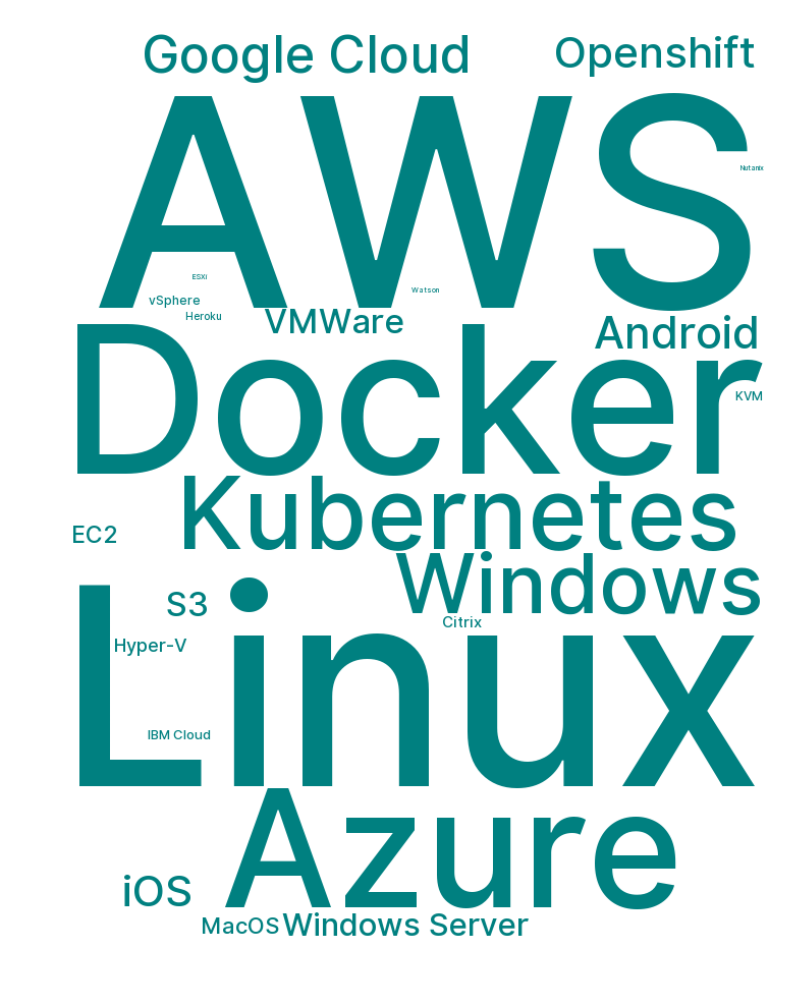 Google Cloud
Openshift
AWS
Nutanix
ESXi
Watson
vSphere
Heroku
VMWare
Android
Docker
KVM
Kubernetes
EC2
Windows
S3
Citrix
Linux
Hyper-V
IBM Cloud
Azure
iOS
MacOS
Windows Server